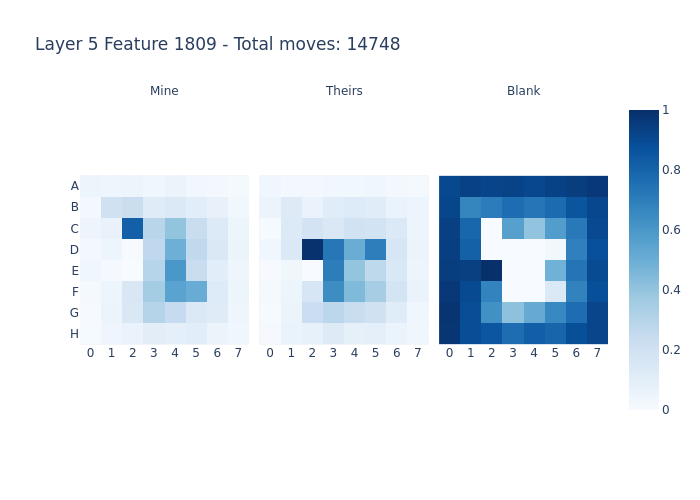 Layer 5 Feature 1809 - Total moves: 14748
Mine
Theirs
Blank
A
B
C
D
E
F
G
H
0 1 2 3 4 5 6 7
0 1 2 3 4 5 6 7
0 1 2 3 4 5 6 7
1
0.8
0.6
0.4
0.2
0